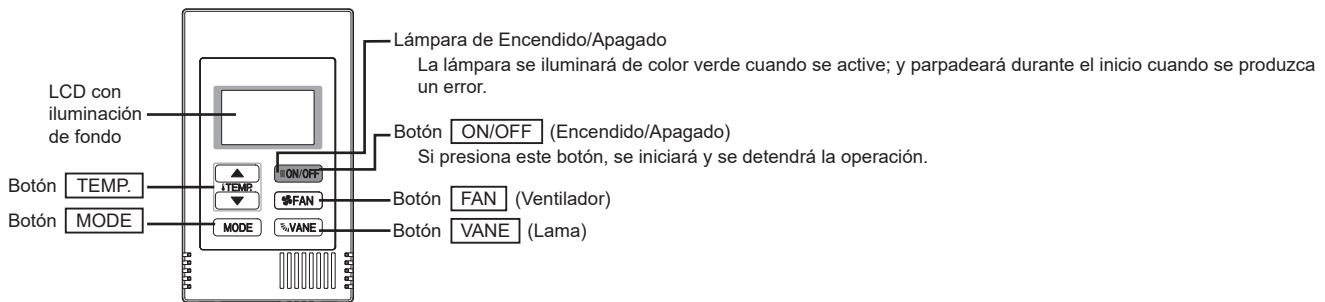 Lámpara de Encendido/Apagado
La lámpara se iluminará de color verde cuando se active; y parpadeará durante el inicio cuando se produzca
un error.
LCD con
iluminación
de fondo
Botón ON/OFF (Encendido/Apagado)
Si presiona este botón, se iniciará y se detendrá la operación.
ON/OFF
Botón TEMP.
TEMP.
FAN
Botón FAN (Ventilador)
Botón MODE
MODE
VANE
Botón VANE (Lama)